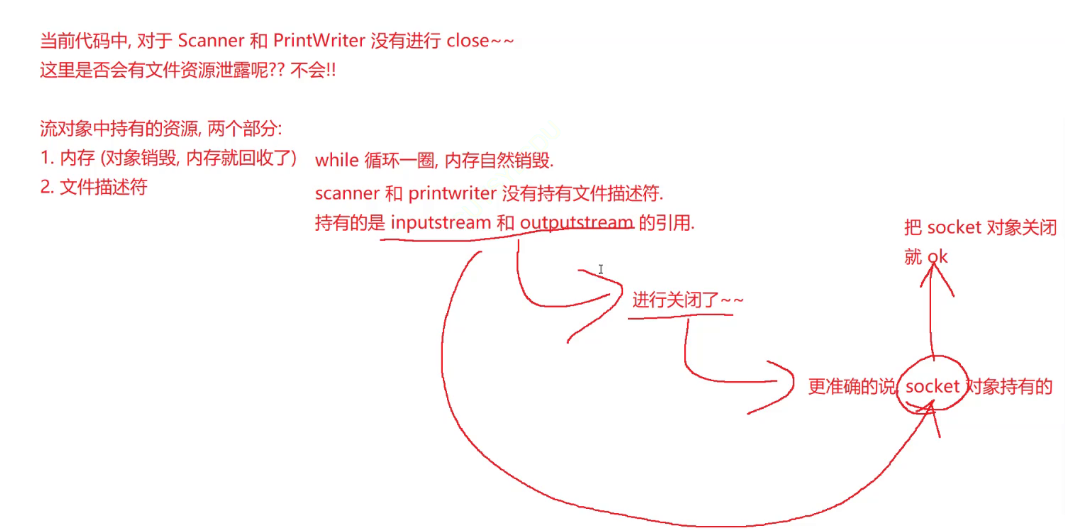 当前代码中, 对于 Scanner 和 PrintWriter 没有进行 close~~
这里是否会有文件资源泄露呢?? 不会!!
流对象中持有的资源, 两个部分:
1. 内存 (对象销毁, 内存就回收了)
2. 文件描述符
while 循环一圈, 内存自然销毁.
scanner 和 printwriter 没有持有文件描述符.
持有的是 inputstream 和 outputstream 的引用.
进行关闭了~~
更准确的说, socket 对象持有的
把 socket 对象关闭
就 ok